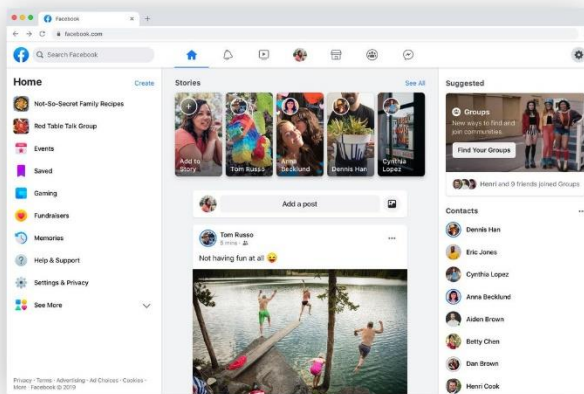 Facebook
facebook.com
Search Facebook
Home
Create
Not-So-Secret Family Recipes
Red Table Talk Group
Events
Saved
Gaming
Fundraisers
Memories
Help & Support
Settings & Privacy
See More
Privacy · Terms · Advertising · Ad Choices · Cookies ·
More · Facebook © 2019
Stories
See All
Add to
Story
Tom Russo
Anna
Becklund
Dennis Han
Cynthia
Lopez
Add a post
Tom Russo
5 mins ·
Not having fun at all 😜
Suggested
Groups
New ways to find and
join communities.
Find Your Groups
Henri and 9 friends joined Groups
Contacts
Dennis Han
Eric Jones
Cynthia Lopez
Anna Becklund
Aiden Brown
Betty Chen
Dan Brown
Henri Cook